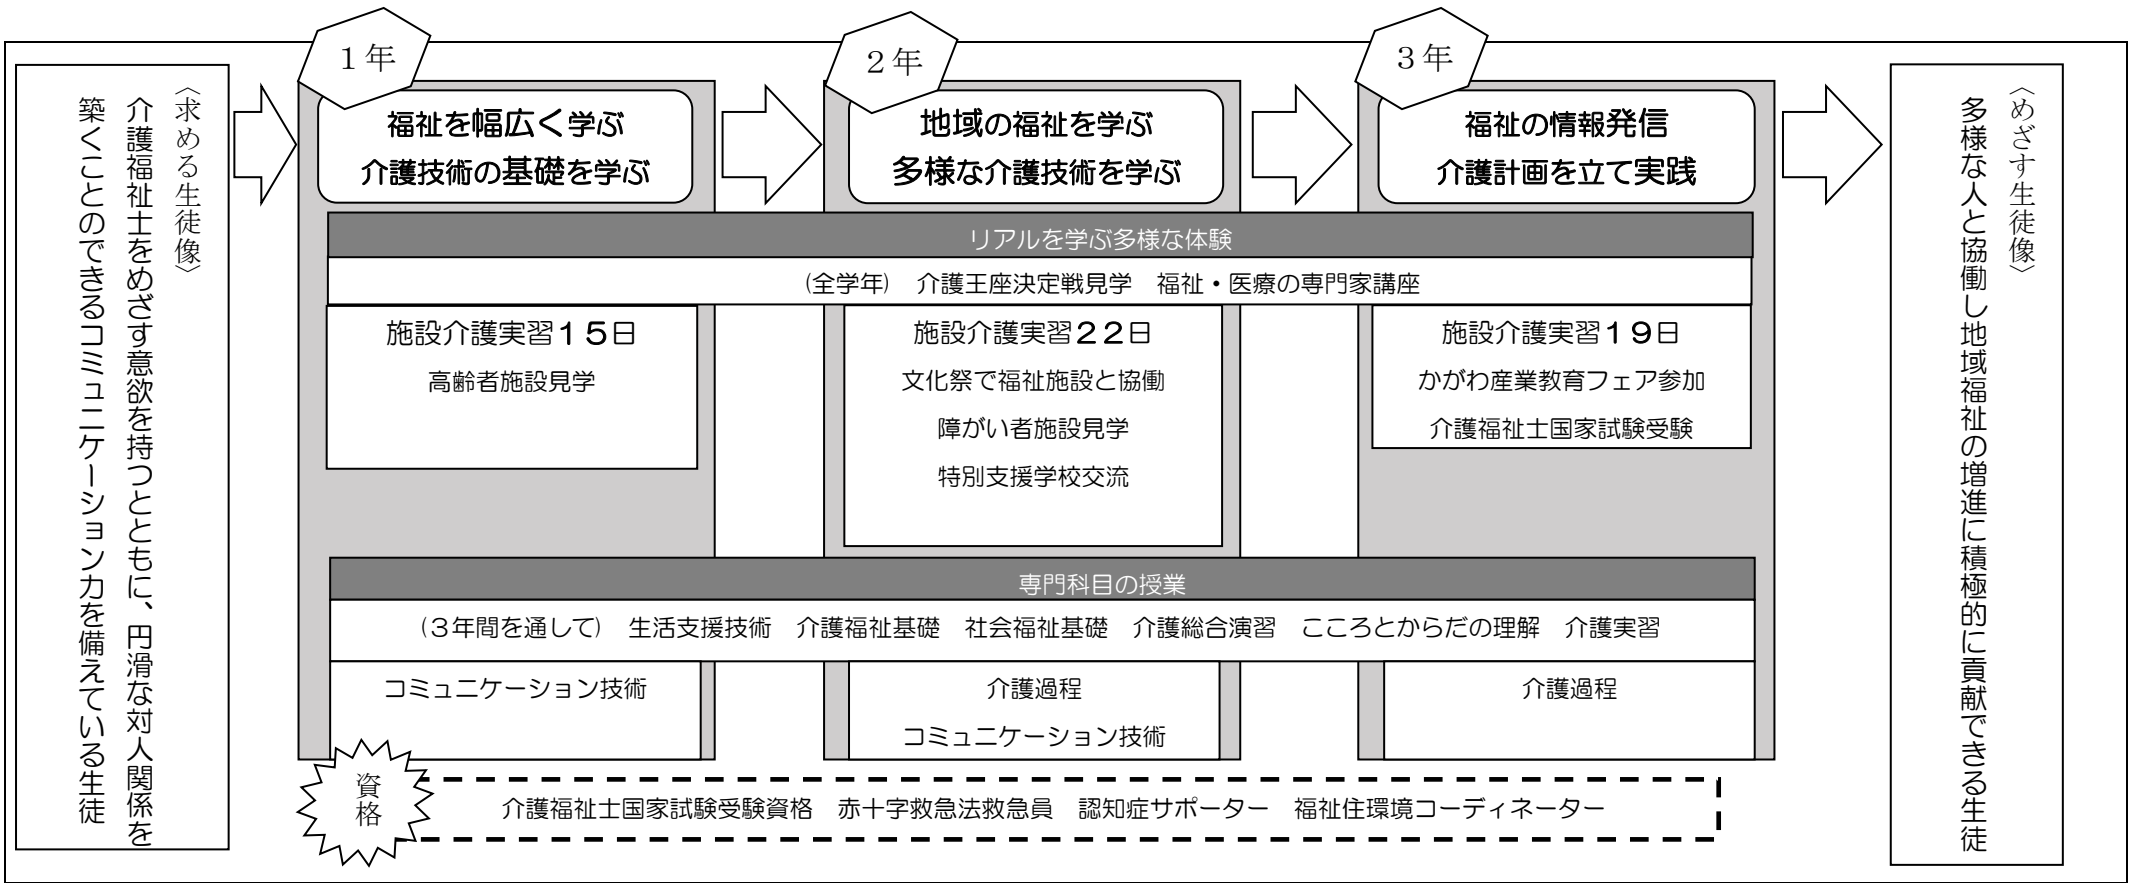 〈求める生徒像〉
介護福祉士をめざす意欲を持つとともに、円滑な対人関係を
築くことのできるコミュニケーション力を備えている生徒
１年
福祉を幅広く学ぶ
介護技術の基礎を学ぶ
２年
地域の福祉を学ぶ
多様な介護技術を学ぶ
３年
福祉の情報発信
介護計画を立て実践
リアルを学ぶ多様な体験
（全学年）　介護王座決定戦見学　福祉・医療の専門家講座
施設介護実習１５日
高齢者施設見学
施設介護実習２２日
文化祭で福祉施設と協働
障がい者施設見学
特別支援学校交流
施設介護実習１９日
かがわ産業教育フェア参加
介護福祉士国家試験受験
専門科目の授業
（３年間を通して）　生活支援技術　介護福祉基礎　社会福祉基礎　介護総合演習　こころとからだの理解　介護実習
コミュニケーション技術
介護過程
コミュニケーション技術
介護過程
資格
介護福祉士国家試験受験資格　赤十字救急法救急員　認知症サポーター　福祉住環境コーディネーター
〈めざす生徒像〉
多様な人と協働し地域福祉の増進に積極的に貢献できる生徒